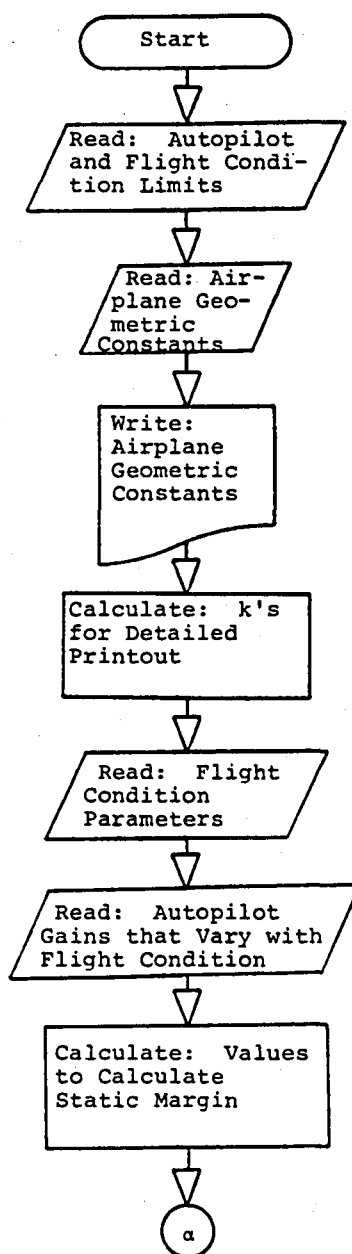 Start
Read: Autopilot
and Flight Condi-
tion Limits
Read: Air-
plane Geo-
metric
Constants
Write:
Airplane
Geometric
Constants
Calculate: k's
for Detailed
Printout
Read: Flight
Condition
Parameters
Read: Autopilot
Gains that Vary with
Flight Condition
Calculate: Values
to Calculate
Static Margin
α